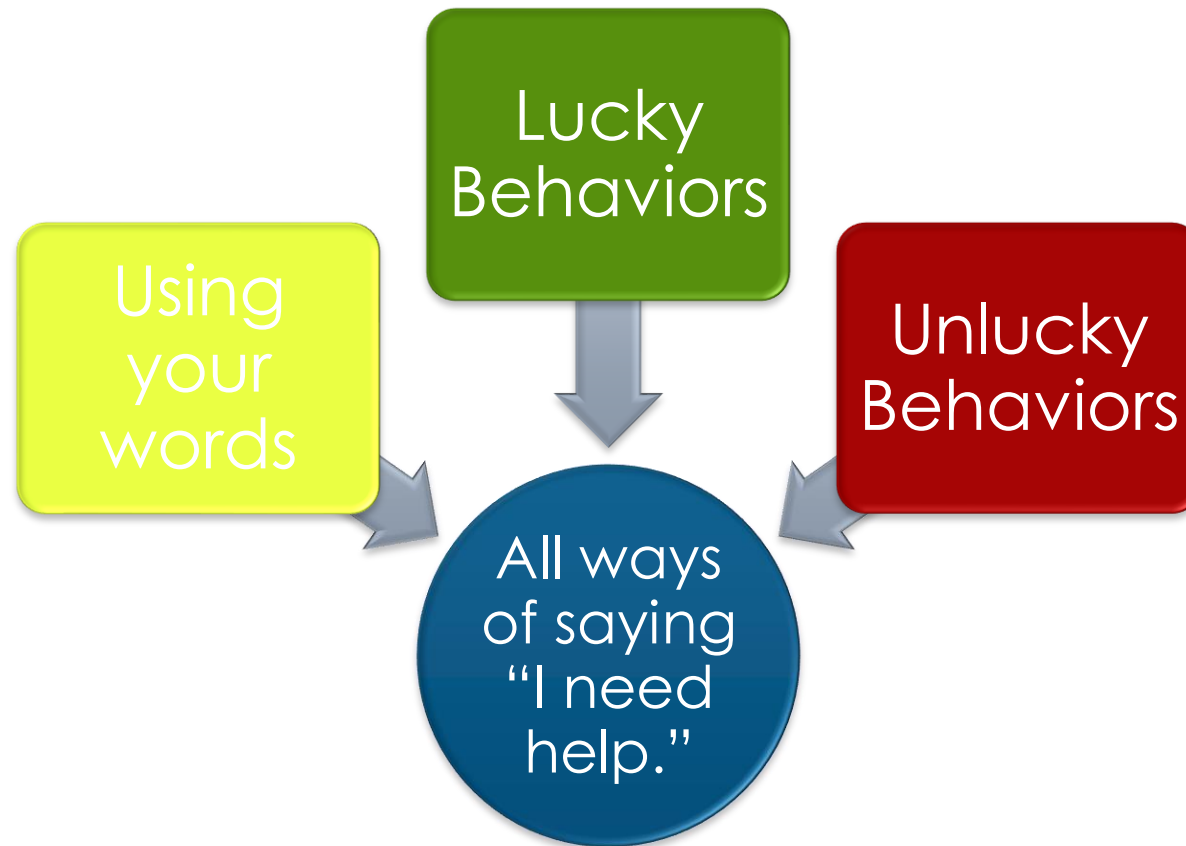 Lucky
Behaviors
Using
your
words
Unlucky
Behaviors
All ways
of saying
“I need
help.”